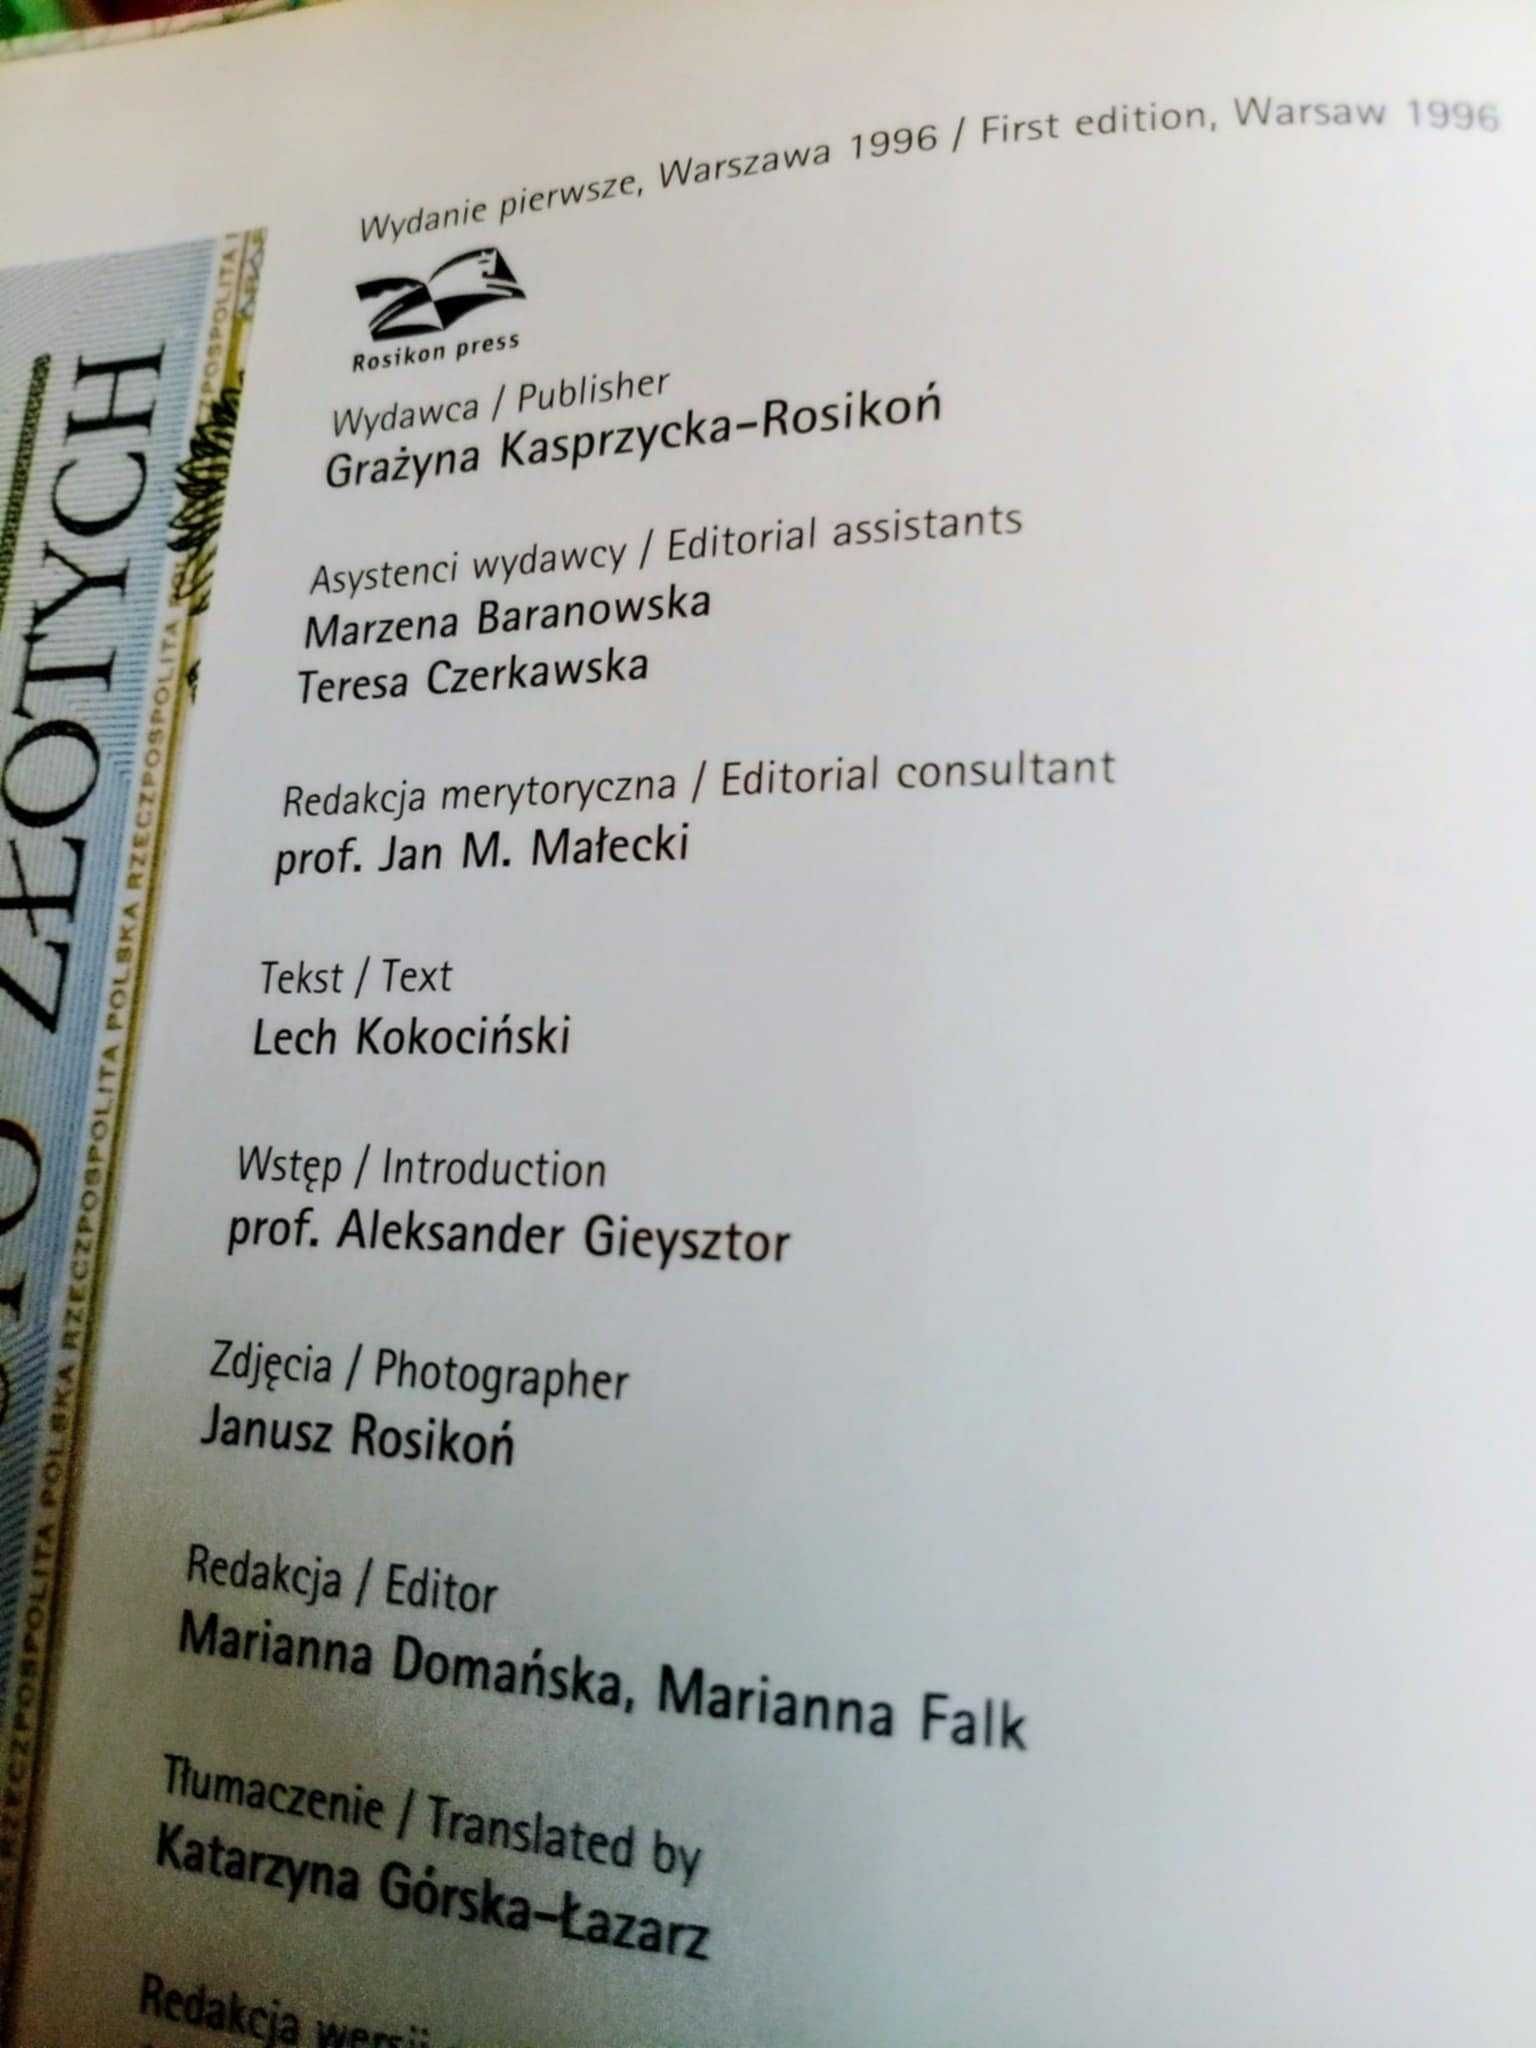 Wydanie pierwsze, Warszawa 1996 / First edition, Warsaw 1996
Rosikon press
Wydawca / Publisher
Grażyna Kasprzycka-Rosikoń
Asystenci wydawcy / Editorial assistants
Marzena Baranowska
Teresa Czerkawska
Redakcja merytoryczna / Editorial consultant
prof. Jan M. Małecki
Tekst / Text
Lech Kokociński
Wstęp / Introduction
prof. Aleksander Gieysztor
Zdjęcia / Photographer
Janusz Rosikoń
Redakcja / Editor
Marianna Domańska, Marianna Falk
Tłumaczenie / Translated by
Katarzyna Górska-Łazarz
Redakcja wersji
ZŁOTYCH
RZECZPOSPOLITA POLSKA RZECZPOSPOLITA POLSKA RZECZPOSPOLITA POLSKA RZECZPOSPOLITA